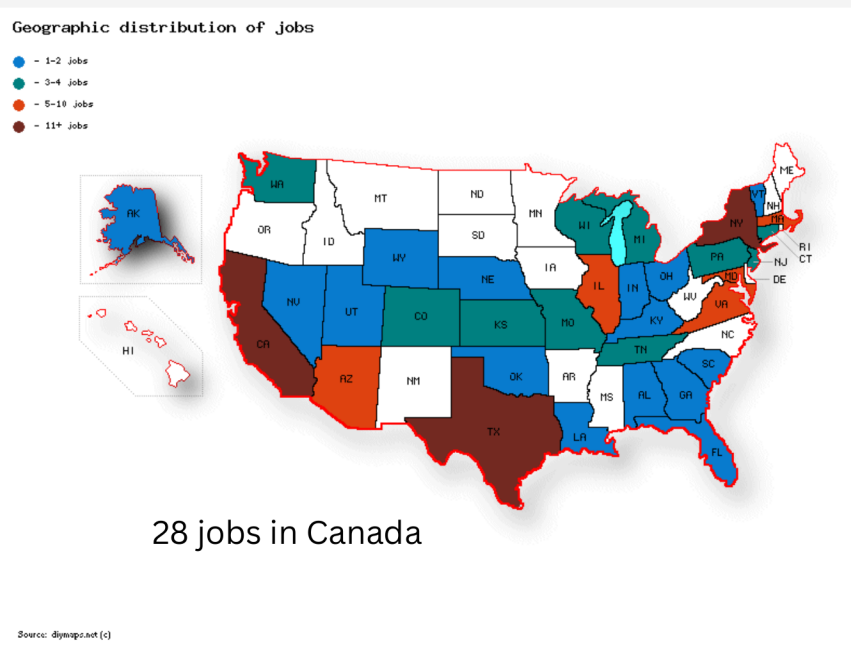 Geographic distribution of jobs
- 1-2 jobs
- 3-4 jobs
- 5-10 jobs
- 11+ jobs
WA
MT
ND
MN
ME
VT
NH
AK
OR
ID
SD
WI
MI
NY
MA
RI
CT
WY
IA
PA
NJ
DE
NV
UT
NE
IL
IN
OH
WV
MD
VA
CO
KS
MO
KY
NC
HI
CA
AZ
NM
OK
AR
TN
SC
MS
AL
GA
TX
LA
FL
28 jobs in Canada
Source: diymaps.net (c)